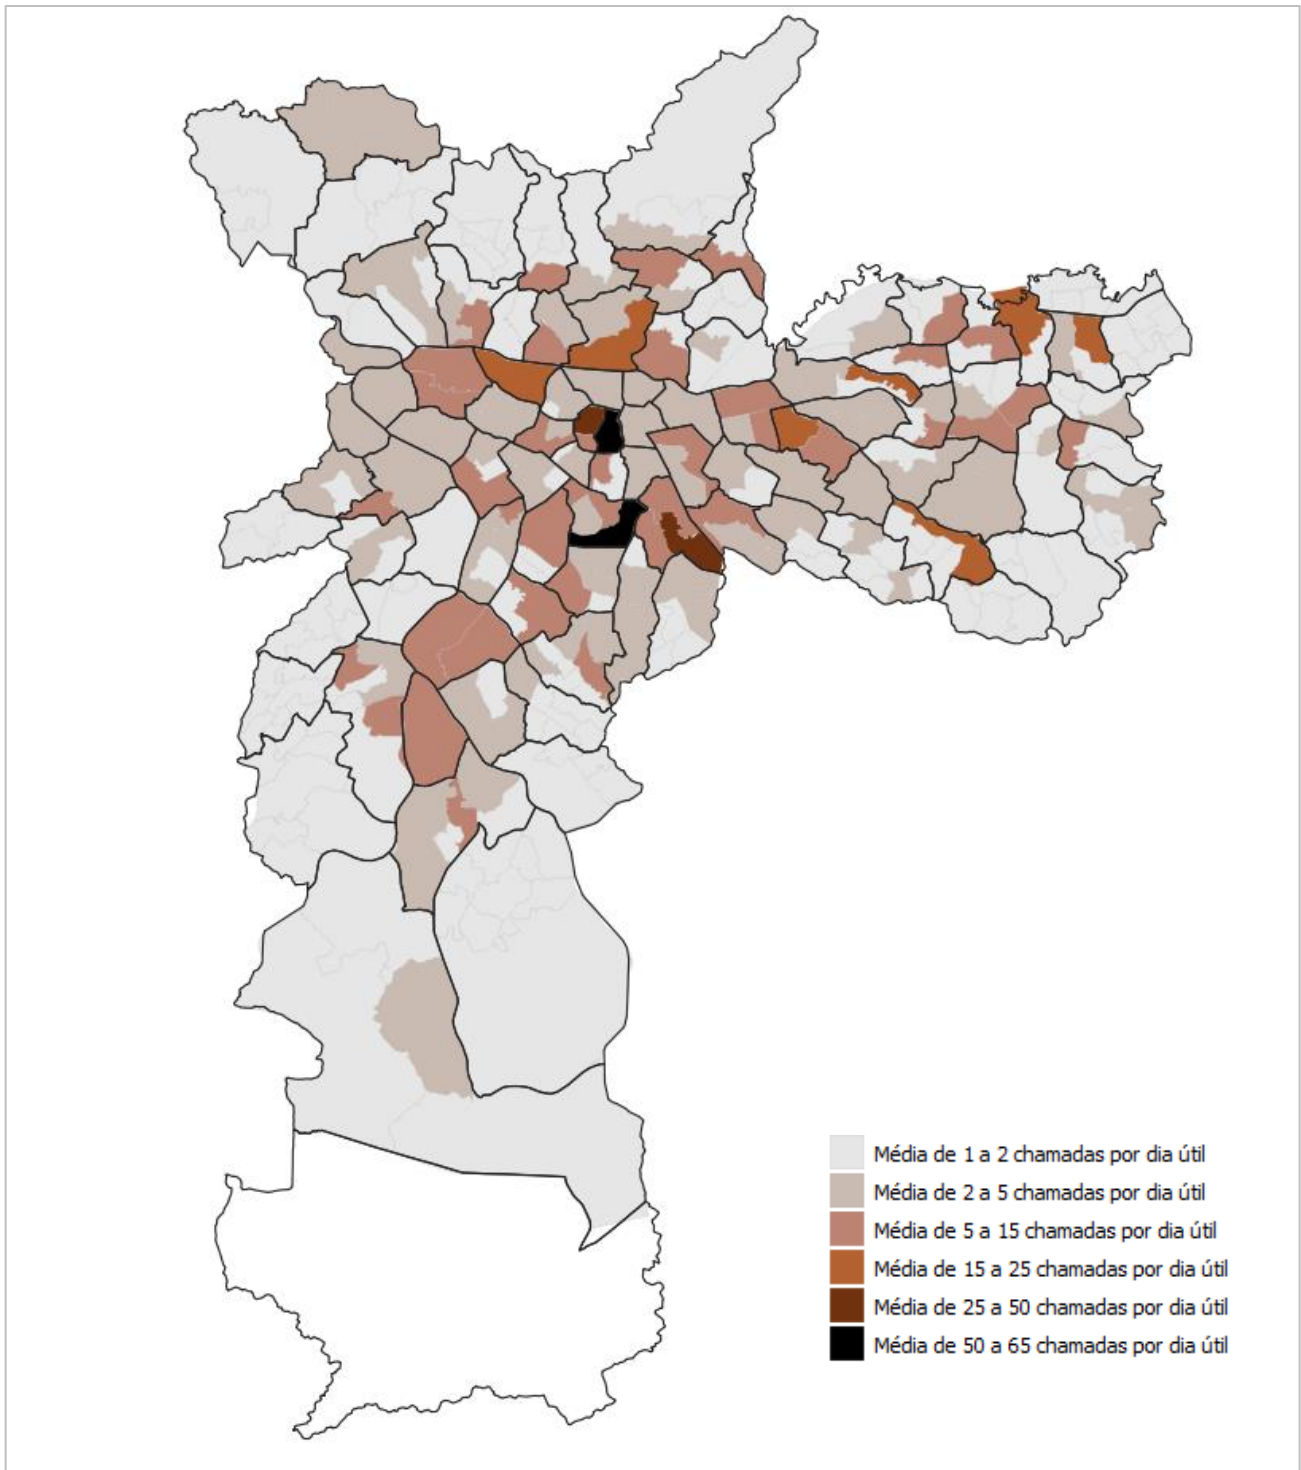 Média de 1 a 2 chamadas por dia útil
Média de 2 a 5 chamadas por dia útil
Média de 5 a 15 chamadas por dia útil
Média de 15 a 25 chamadas por dia útil
Média de 25 a 50 chamadas por dia útil
Média de 50 a 65 chamadas por dia útil